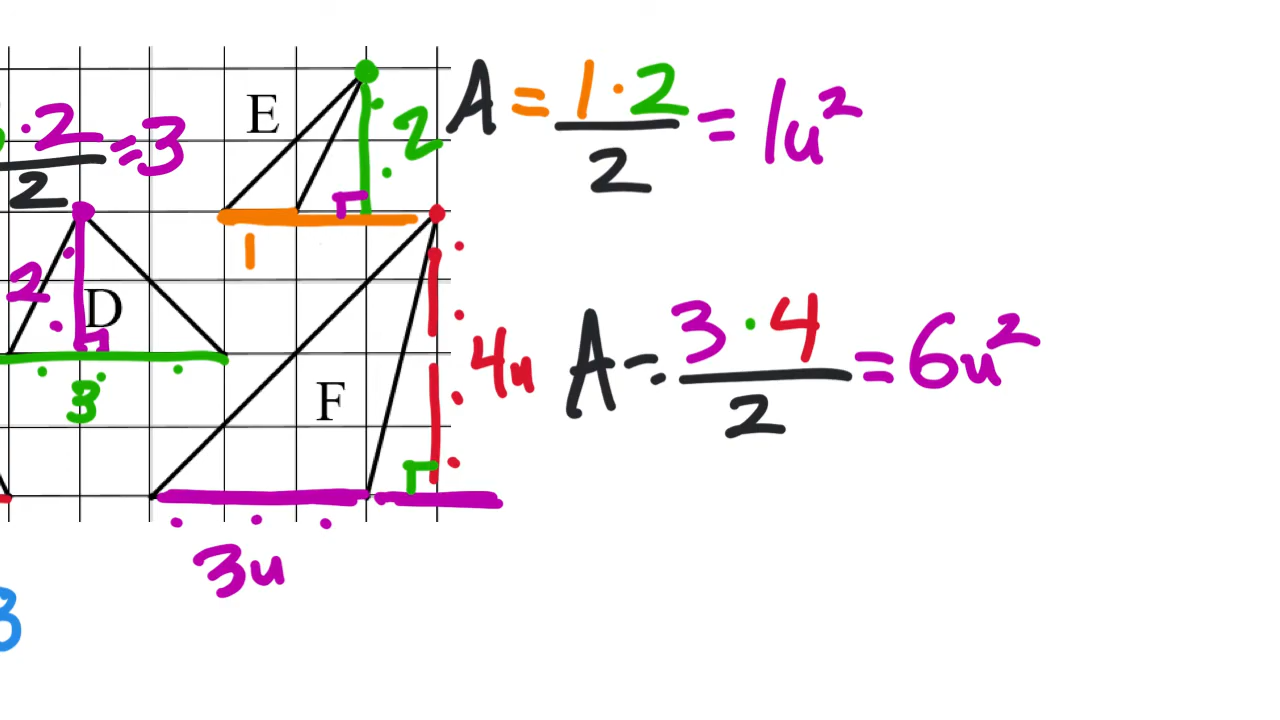 E
·2
A = 1·2/2 = 1u²
·2/2 = 3
1
2
D
3
F
4u
A = 3·4/2 = 6u²
3u
3